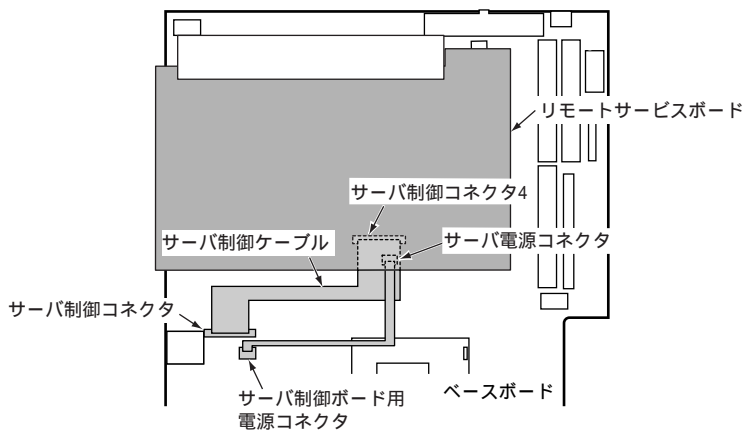 リモートサービスボード
サーバ制御コネクタ4
サーバ制御ケーブル
サーバ電源コネクタ
サーバ制御コネクタ
ベースボード
サーバ制御ボード用
電源コネクタ